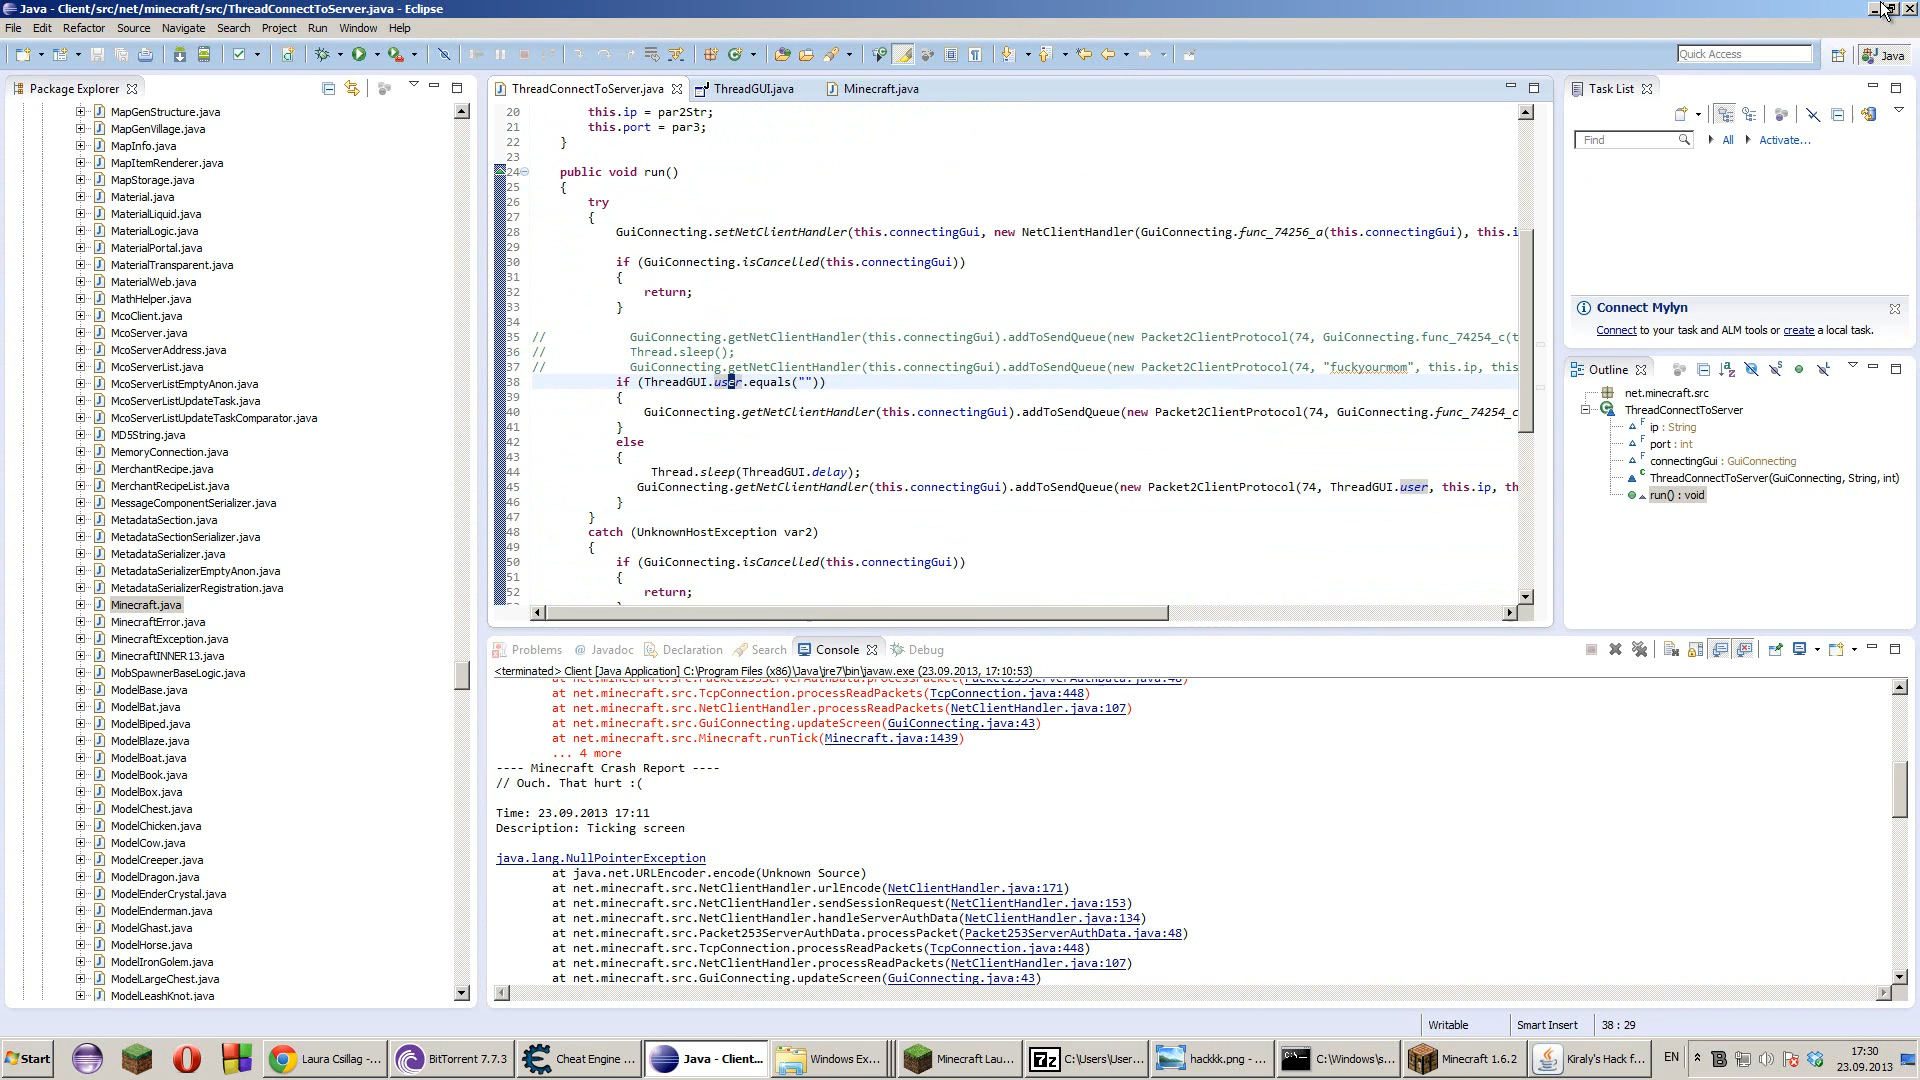 Java - Client/src/net/minecraft/src/ThreadConnectToServer.java - Eclipse
File Edit Refactor Source Navigate Search Project Run Window Help
Quick Access
Java
Package Explorer
MapGenStructure.java
MapGenVillage.java
MapInfo.java
MapItemRenderer.java
MapStorage.java
Material.java
MaterialLiquid.java
MaterialLogic.java
MaterialPortal.java
MaterialTransparent.java
MaterialWeb.java
MathHelper.java
McoClient.java
McoServer.java
McoServerAddress.java
McoServerList.java
McoServerListEmptyAnon.java
McoServerListUpdateTask.java
McoServerListUpdateTaskComparator.java
MD5String.java
MemoryConnection.java
MerchantRecipe.java
MerchantRecipeList.java
MessageComponentSerializer.java
MetadataSection.java
MetadataSectionSerializer.java
MetadataSerializer.java
MetadataSerializerEmptyAnon.java
MetadataSerializerRegistration.java
Minecraft.java
MinecraftError.java
MinecraftException.java
MinecraftINNER13.java
MobSpawnerBaseLogic.java
ModelBase.java
ModelBat.java
ModelBiped.java
ModelBlaze.java
ModelBoat.java
ModelBook.java
ModelBox.java
ModelChest.java
ModelChicken.java
ModelCow.java
ModelCreeper.java
ModelDragon.java
ModelEnderCrystal.java
ModelEnderman.java
ModelGhast.java
ModelHorse.java
ModelIronGolem.java
ModelLargeChest.java
ModelLeashKnot.java
ThreadConnectToServer.java ThreadGUI.java Minecraft.java
20 this.ip = par2Str;
21 this.port = par3;
22 }
23
24 public void run()
25 {
26 try
27 {
28 GuiConnecting.setNetClientHandler(this.connectingGui, new NetClientHandler(GuiConnecting.func_74256_a(this.connectingGui), this.i
29
30 if (GuiConnecting.isCancelled(this.connectingGui))
31 {
32 return;
33 }
34
35 // GuiConnecting.getNetClientHandler(this.connectingGui).addToSendQueue(new Packet2ClientProtocol(74, GuiConnecting.func_74254_c(t
36 // Thread.sleep();
37 // GuiConnecting.getNetClientHandler(this.connectingGui).addToSendQueue(new Packet2ClientProtocol(74, "fuckyourmom", this.ip, this
38 if (ThreadGUI.user.equals(""))
39 {
40 GuiConnecting.getNetClientHandler(this.connectingGui).addToSendQueue(new Packet2ClientProtocol(74, GuiConnecting.func_74254_c
41 }
42 else
43 {
44 Thread.sleep(ThreadGUI.delay);
45 GuiConnecting.getNetClientHandler(this.connectingGui).addToSendQueue(new Packet2ClientProtocol(74, ThreadGUI.user, this.ip, th
46 }
47 }
48 catch (UnknownHostException var2)
49 {
50 if (GuiConnecting.isCancelled(this.connectingGui))
51 {
52 return;
Problems Javadoc Declaration Search Console Debug
<terminated> Client [Java Application] C:\Program Files (x86)\Java\jre7\bin\javaw.exe (23.09.2013, 17:10:53)
at net.minecraft.src.Packet253ServerAuthData.processPacket(Packet253ServerAuthData.java:48)
at net.minecraft.src.TcpConnection.processReadPackets(TcpConnection.java:448)
at net.minecraft.src.NetClientHandler.processReadPackets(NetClientHandler.java:107)
at net.minecraft.src.GuiConnecting.updateScreen(GuiConnecting.java:43)
at net.minecraft.src.Minecraft.runTick(Minecraft.java:1439)
... 4 more
---- Minecraft Crash Report ----
// Ouch. That hurt :(
Time: 23.09.2013 17:11
Description: Ticking screen
java.lang.NullPointerException
at java.net.URLEncoder.encode(Unknown Source)
at net.minecraft.src.NetClientHandler.urlEncode(NetClientHandler.java:171)
at net.minecraft.src.NetClientHandler.sendSessionRequest(NetClientHandler.java:153)
at net.minecraft.src.NetClientHandler.handleServerAuthData(NetClientHandler.java:134)
at net.minecraft.src.Packet253ServerAuthData.processPacket(Packet253ServerAuthData.java:48)
at net.minecraft.src.TcpConnection.processReadPackets(TcpConnection.java:448)
at net.minecraft.src.NetClientHandler.processReadPackets(NetClientHandler.java:107)
at net.minecraft.src.GuiConnecting.updateScreen(GuiConnecting.java:43)
Task List
Find All Activate...
Connect Mylyn
Connect to your task and ALM tools or create a local task.
Outline
net.minecraft.src
ThreadConnectToServer
ip : String
port : int
connectingGui : GuiConnecting
ThreadConnectToServer(GuiConnecting, String, int)
run() : void
Writable Smart Insert 38 : 29
Start
Laura Csillag -...
BitTorrent 7.7.3
Cheat Engine ...
Java - Client...
Windows Ex...
Minecraft Lau...
C:\Users\User...
hackkk.png - ...
C:\Windows\s...
Minecraft 1.6.2
Kiraly's Hack f...
EN
17:30
23.09.2013